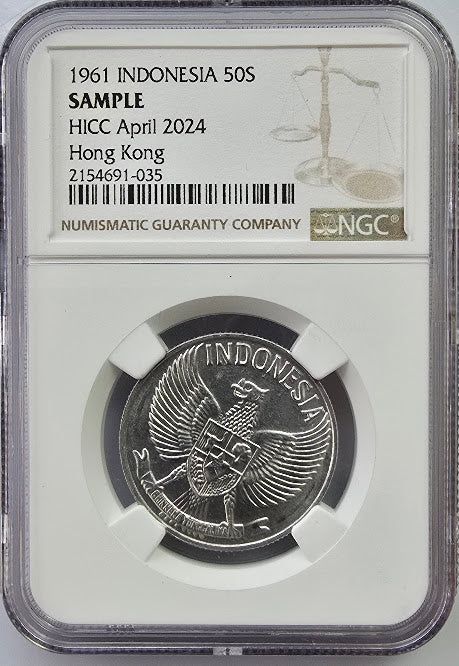 1961 INDONESIA 50S
SAMPLE
HICC April 2024
Hong Kong
2154691-035
NUMISMATIC GUARANTY COMPANY
NGC®
INDONESIA